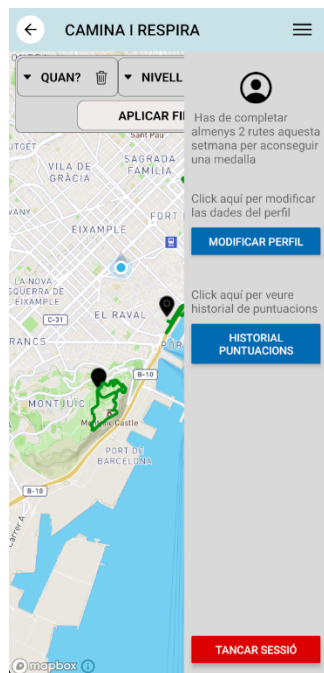 CAMINA I RESPIRA
QUAN?
NIVELL
APLICAR FI
Has de completar
almenys 2 rutes aquesta
setmana per aconseguir
una medalla
Click aquí per modificar
las dades del perfil
MODIFICAR PERFIL
Click aquí per veure
historial de puntuacions
HISTORIAL
PUNTUACIONS
TANCAR SESSIÓ
Sant Pau
VILA DE
GRÀCIA
SAGRADA
FAMÍLIA
FORT
EIXAMPLE
LA NOVA
ESQUERRA DE
L'EIXAMPLE
C-31
EL RAVAL
RANCS
POR
B-10
MONTJUÏC
Castle
PORT DE
BARCELONA
B-10
Carrer A
mapbox